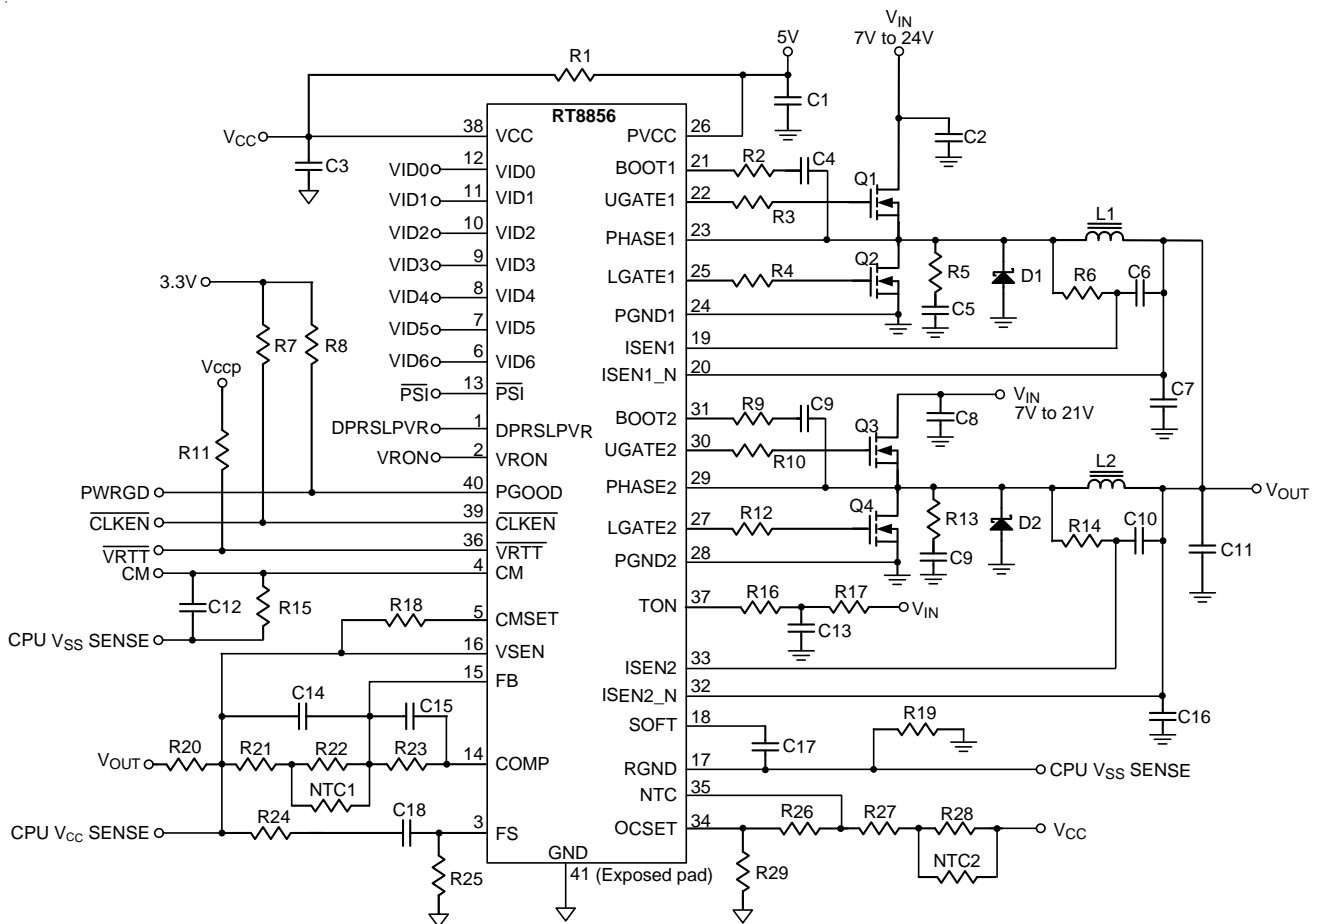 VIN
7V to 24V
5V
R1
C1
RT8856
VCC
38
VCC
PVCC
26
C2
C3
VID0
12
VID0
BOOT1
21
R2
C4
Q1
VID1
11
VID1
UGATE1
22
R3
VID2
10
VID2
PHASE1
23
L1
VID3
9
VID3
Q2
3.3V
VID4
8
VID4
LGATE1
25
R4
R5
D1
R6
C6
VID5
7
VID5
PGND1
24
C5
R7
R8
ISEN1
19
VID6
6
VID6
Vccp
ISEN1_N
20
PSI
13
PSI
C7
VIN
7V to 21V
DPRSLPVR
1
DPRSLPVR
BOOT2
31
R9
C9
Q3
C8
R11
VRON
2
VRON
UGATE2
30
R10
L2
PWRGD
40
PGOOD
PHASE2
29
VOUT
CLKEN
39
CLKEN
LGATE2
27
R12
Q4
R13
D2
R14
C10
VRTT
36
VRTT
PGND2
28
C9
C11
CM
4
CM
C12
R15
TON
37
R16
R17
VIN
R18
5
CMSET
C13
CPU VSS SENSE
16
VSEN
ISEN2
33
15
FB
ISEN2_N
32
C14
C15
SOFT
18
R19
C16
C17
VOUT
R20
R21
R22
R23
14
COMP
RGND
17
CPU VSS SENSE
NTC1
NTC
35
R24
C18
R26
R27
R28
CPU VCC SENSE
3
FS
OCSET
34
VCC
GND
NTC2
R25
41 (Exposed pad)
R29